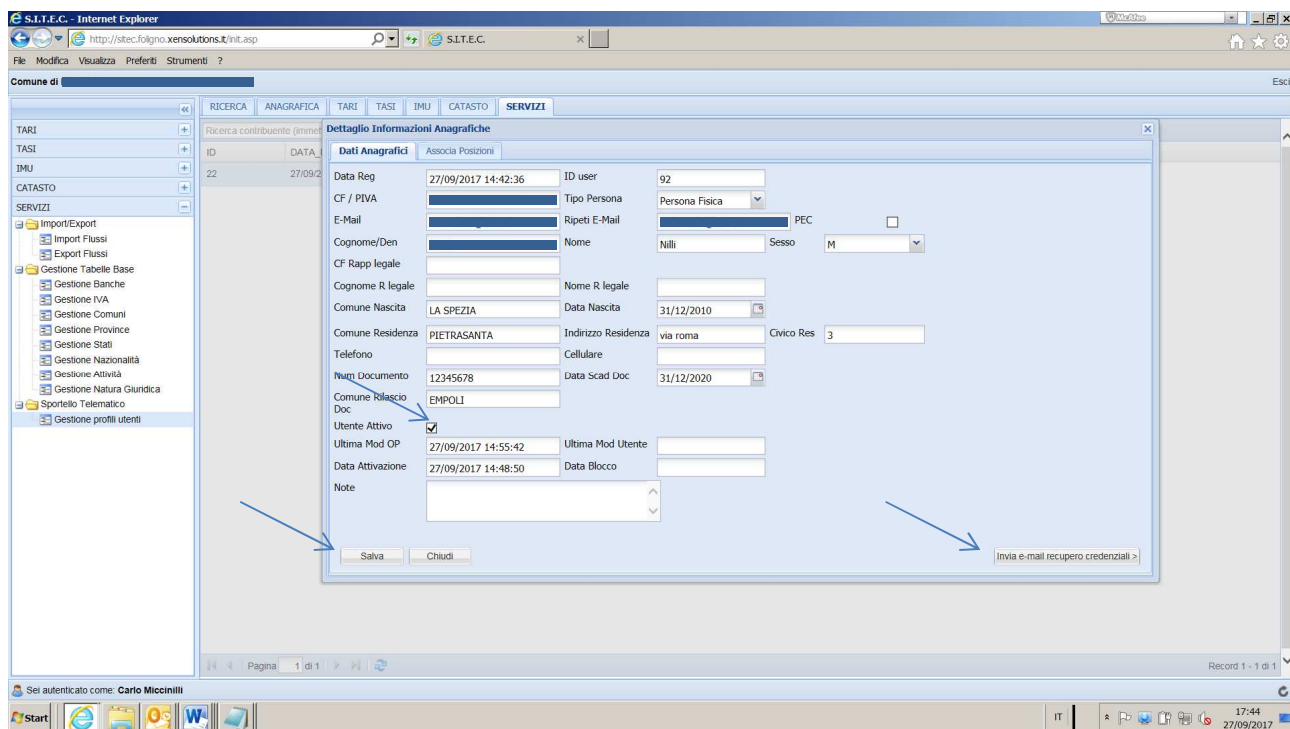 S.I.T.E.C. - Internet Explorer
McAfee
http://sitec.foligno.xensolutions.it/init.asp
S.I.T.E.C.
File Modifica Visualizza Preferiti Strumenti ?
Comune di
Esci
RICERCA ANAGRAFICA TARI TASI IMU CATASTO SERVIZI
TARI
TASI
IMU
CATASTO
SERVIZI
Import/Export
Import Flussi
Export Flussi
Gestione Tabelle Base
Gestione Banche
Gestione IVA
Gestione Comuni
Gestione Province
Gestione Stati
Gestione Nazionalità
Gestione Attività
Gestione Natura Giuridica
Sportello Telematico
Gestione profili utenti
Ricerca contribuente (immet
ID DATA_
22 27/09/2
Dettaglio Informazioni Anagrafiche
Dati Anagrafici Associa Posizioni
Data Reg 27/09/2017 14:42:36 ID user 92
CF / PIVA Tipo Persona Persona Fisica
E-Mail Ripeti E-Mail PEC
Cognome/Den Nome Nilli Sesso M
CF Rapp legale
Cognome R legale Nome R legale
Comune Nascita LA SPEZIA Data Nascita 31/12/2010
Comune Residenza PIETRASANTA Indirizzo Residenza via roma Civico Res 3
Telefono Cellulare
Num Documento 12345678 Data Scad Doc 31/12/2020
Comune Rilascio Doc EMPOLI
Utente Attivo
Ultima Mod OP 27/09/2017 14:55:42 Ultima Mod Utente
Data Attivazione 27/09/2017 14:48:50 Data Blocco
Note
Salva Chiudi Invia e-mail recupero credenziali >
Pagina 1 di 1 Record 1 - 1 di 1
Sei autenticato come: Carlo Miccinilli
Start IT 17:44
27/09/2017